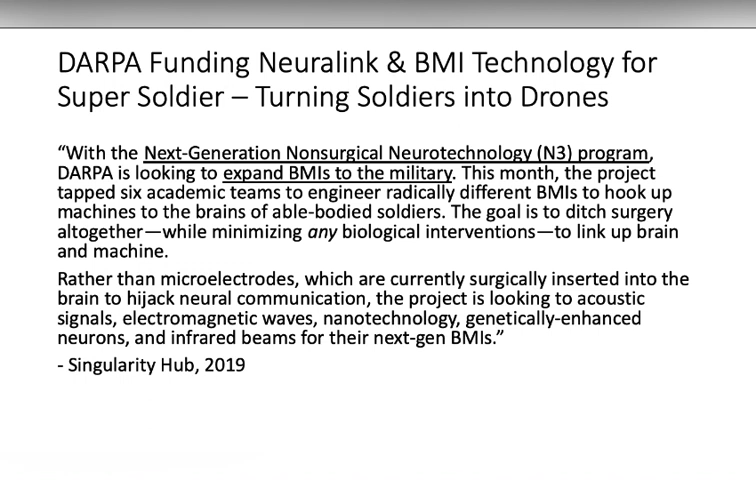 DARPA Funding Neuralink & BMI Technology for
Super Soldier – Turning Soldiers into Drones
“With the Next-Generation Nonsurgical Neurotechnology (N3) program,
DARPA is looking to expand BMIs to the military. This month, the project
tapped six academic teams to engineer radically different BMIs to hook up
machines to the brains of able-bodied soldiers. The goal is to ditch surgery
altogether—while minimizing any biological interventions—to link up brain
and machine.
Rather than microelectrodes, which are currently surgically inserted into the
brain to hijack neural communication, the project is looking to acoustic
signals, electromagnetic waves, nanotechnology, genetically-enhanced
neurons, and infrared beams for their next-gen BMIs.”
- Singularity Hub, 2019